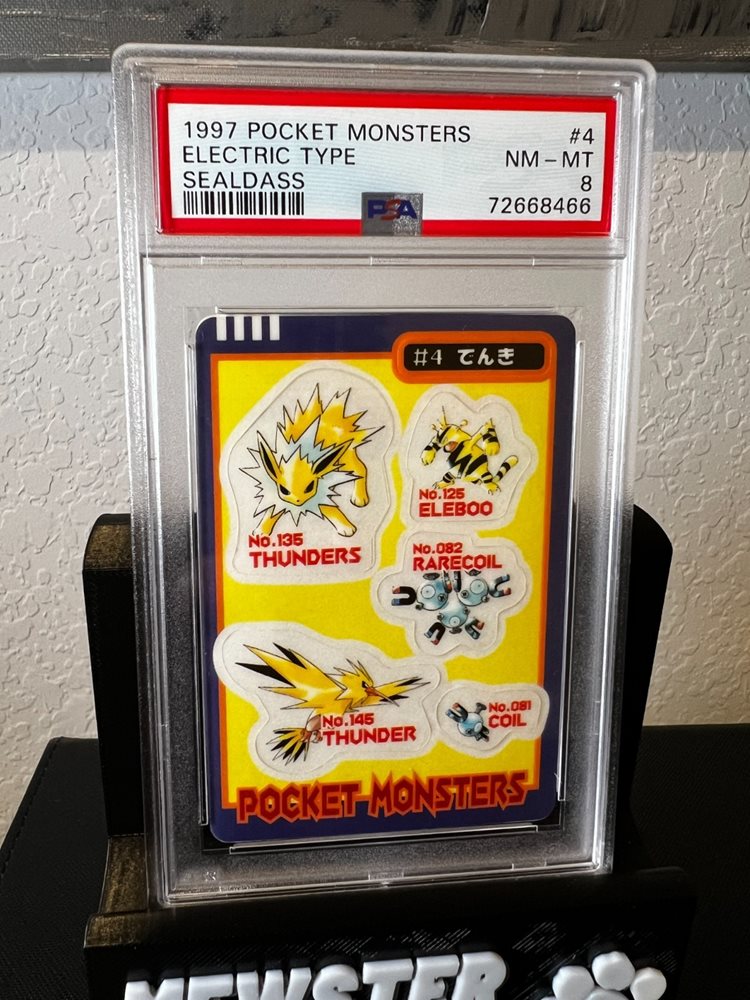 1997 POCKET MONSTERS #4
ELECTRIC TYPE NM – MT
SEALDASS 8
PSA 72668466
#4 でんき
No.135
THUNDERS
No.125
ELEBOO
No.082
RARECOIL
No.145
THUNDER
No.081
COIL
POCKET MONSTERS
MEWSTER